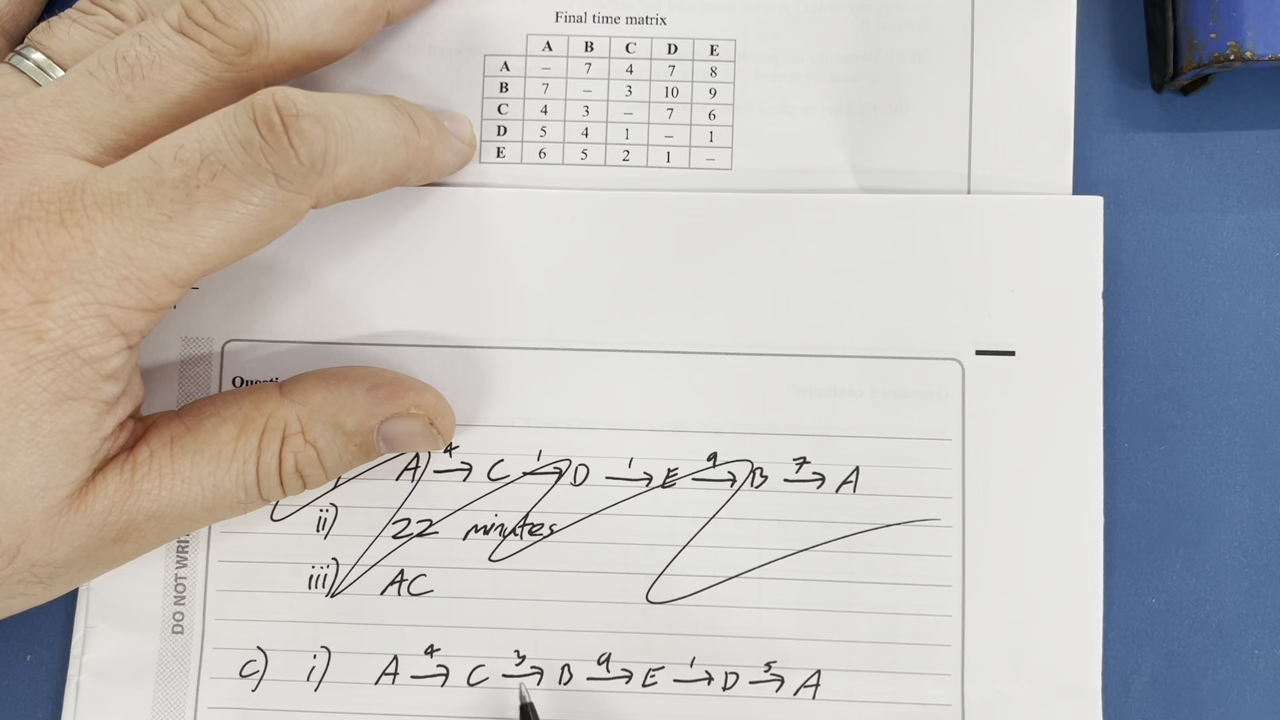 Final time matrix
A B C D E
A – 7 4 7 8
B 7 – 3 10 9
C 4 3 – 7 6
D 5 4 1 – 1
E 6 5 2 1 –
A 4→ C 1→ D 1→ E 9→ B 7→ A
ii) 22 minutes
iii) AC
c) i) A 4→ C 3→ B 9→ E 1→ D 5→ A
DO NOT